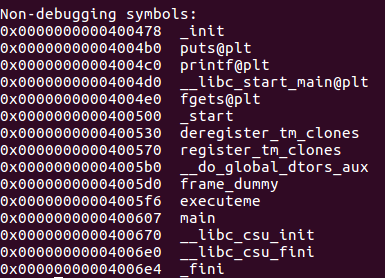 Non-debugging symbols:
0x0000000000400478  _init
0x00000000004004b0  puts@plt
0x00000000004004c0  printf@plt
0x00000000004004d0  __libc_start_main@plt
0x00000000004004e0  fgets@plt
0x0000000000400500  _start
0x0000000000400530  deregister_tm_clones
0x0000000000400570  register_tm_clones
0x00000000004005b0  __do_global_dtors_aux
0x00000000004005d0  frame_dummy
0x00000000004005f6  executeme
0x0000000000400607  main
0x0000000000400670  __libc_csu_init
0x00000000004006e0  __libc_csu_fini
0x00000000004006e4  _fini